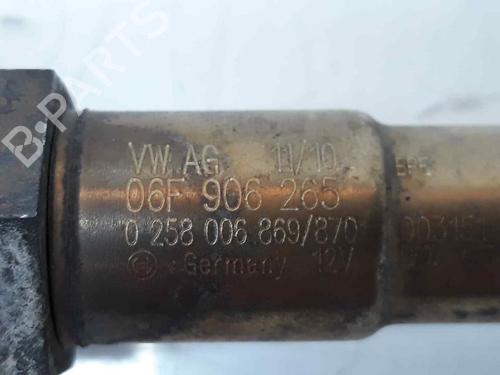 B-PARTS
VW AG 11/10
06F 906 265
0 258 006 869/870
Germany 12V